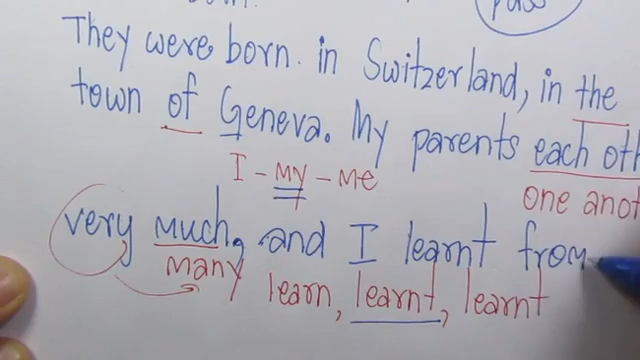 pass
They were born. in Switzerland, in the
town of Geneva. My parents each oth
I - my - me
one anot
very much, and I learnt from
many
learn, learnt, learnt